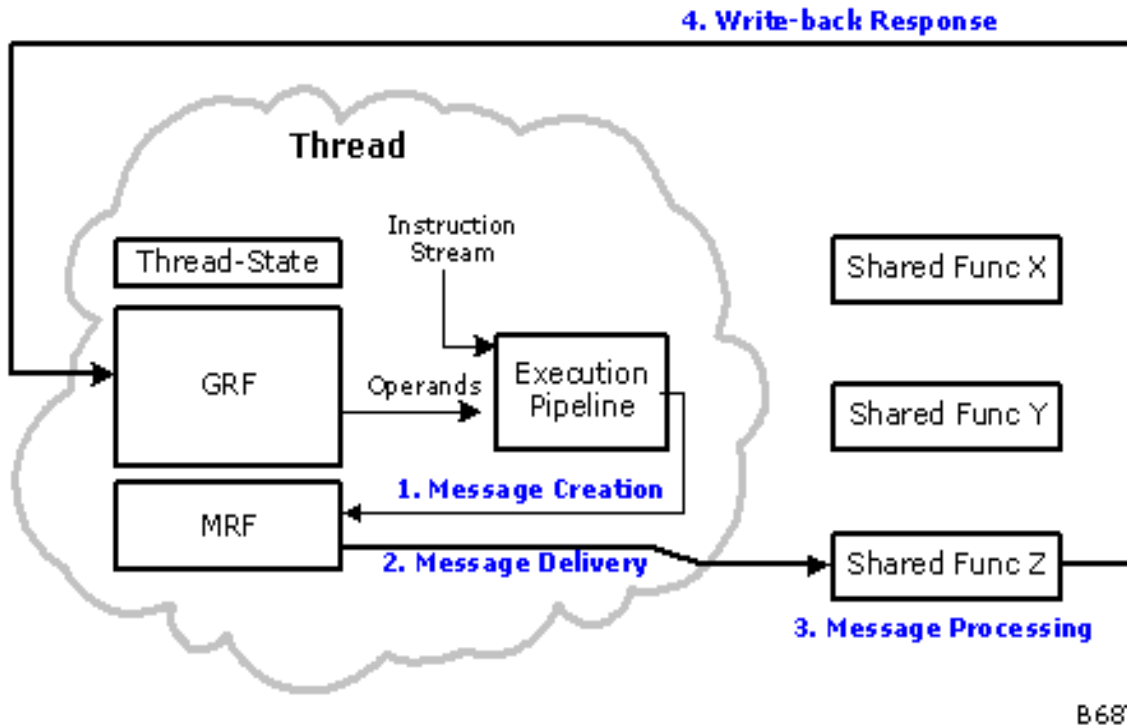 4. Write-back Response
Thread
Instruction
Stream
Thread-State
Shared Func X
GRF
Operands
Execution
Pipeline
Shared Func Y
1. Message Creation
MRF
2. Message Delivery
Shared Func Z
3. Message Processing